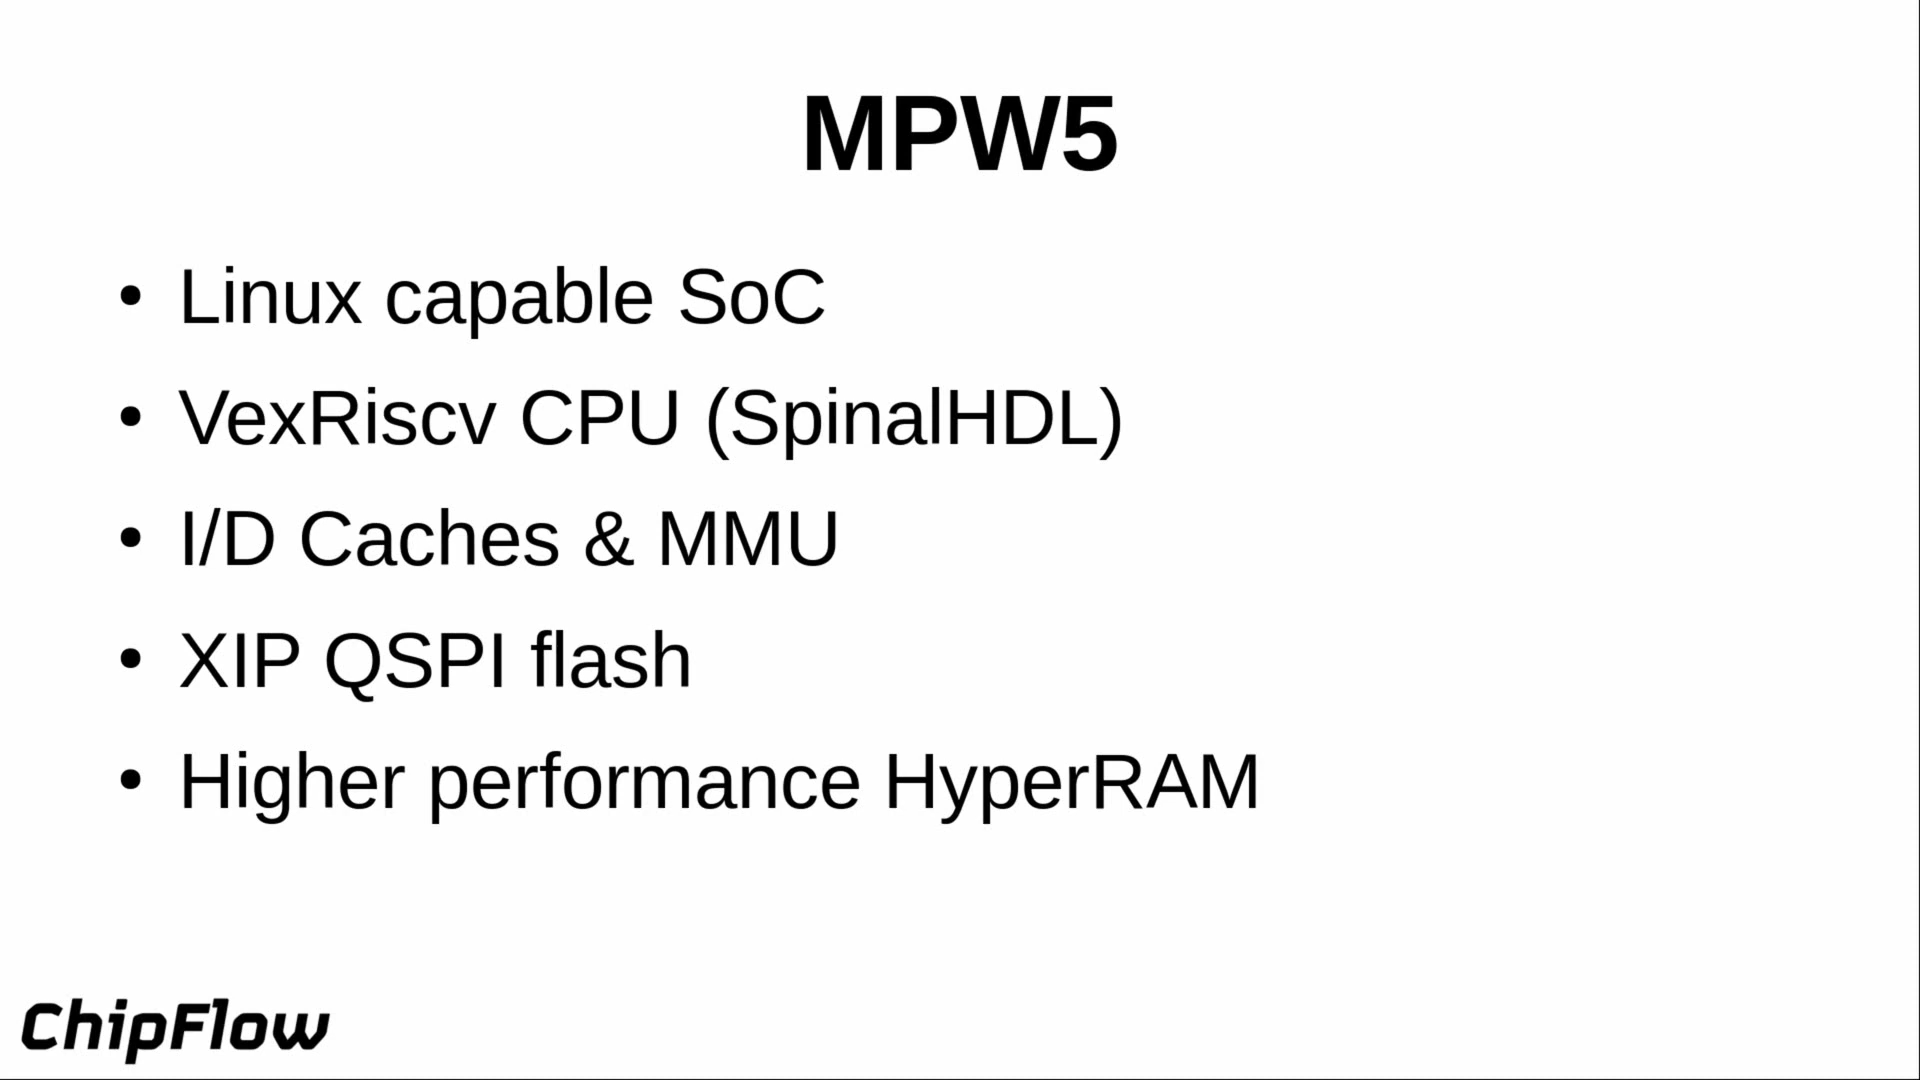 MPW5
• Linux capable SoC
• VexRiscv CPU (SpinalHDL)
• I/D Caches & MMU
• XIP QSPI flash
• Higher performance HyperRAM
ChipFlow